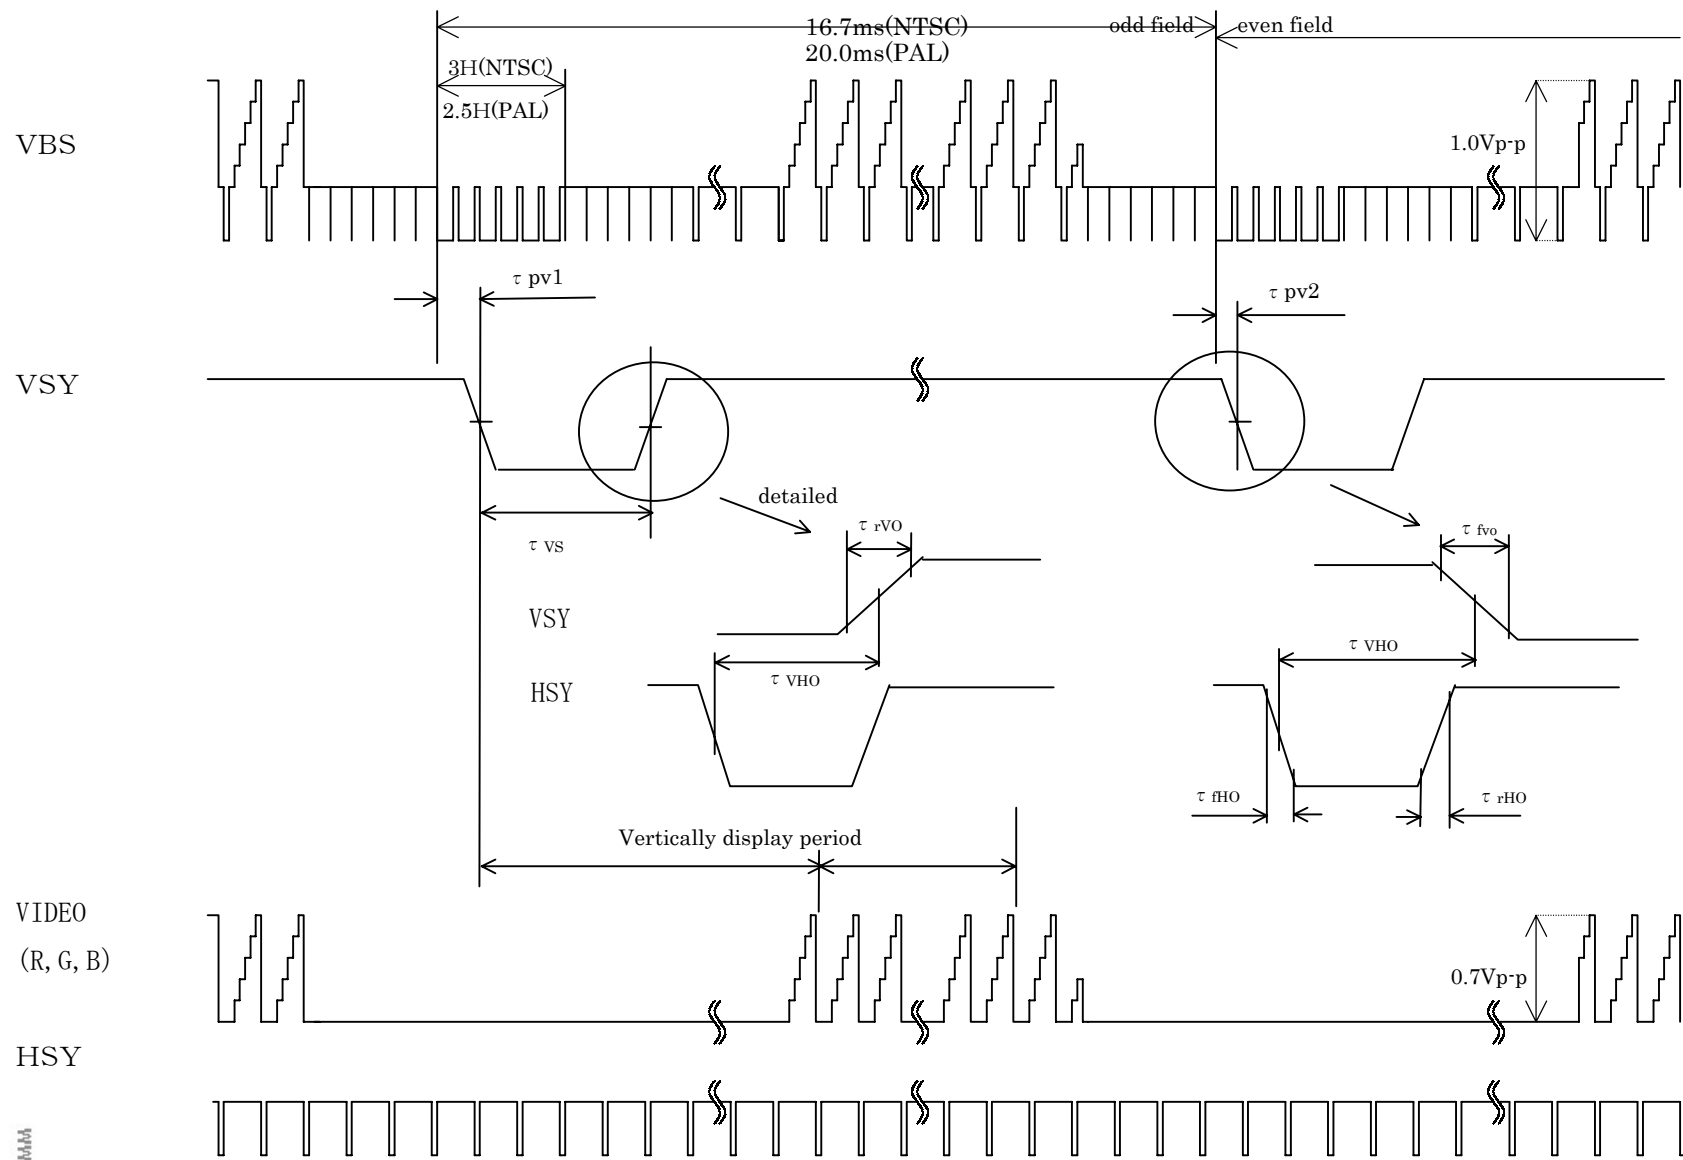 16.7ms(NTSC)
20.0ms(PAL)
odd field
even field
3H(NTSC)
2.5H(PAL)
VBS
1.0Vp-p
τ pv1
τ pv2
VSY
detailed
τ VS
τ rVO
τ fvo
VSY
τ VHO
τ VHO
HSY
τ fHO
τ rHO
Vertically display period
VIDEO
(R, G, B)
0.7Vp-p
HSY